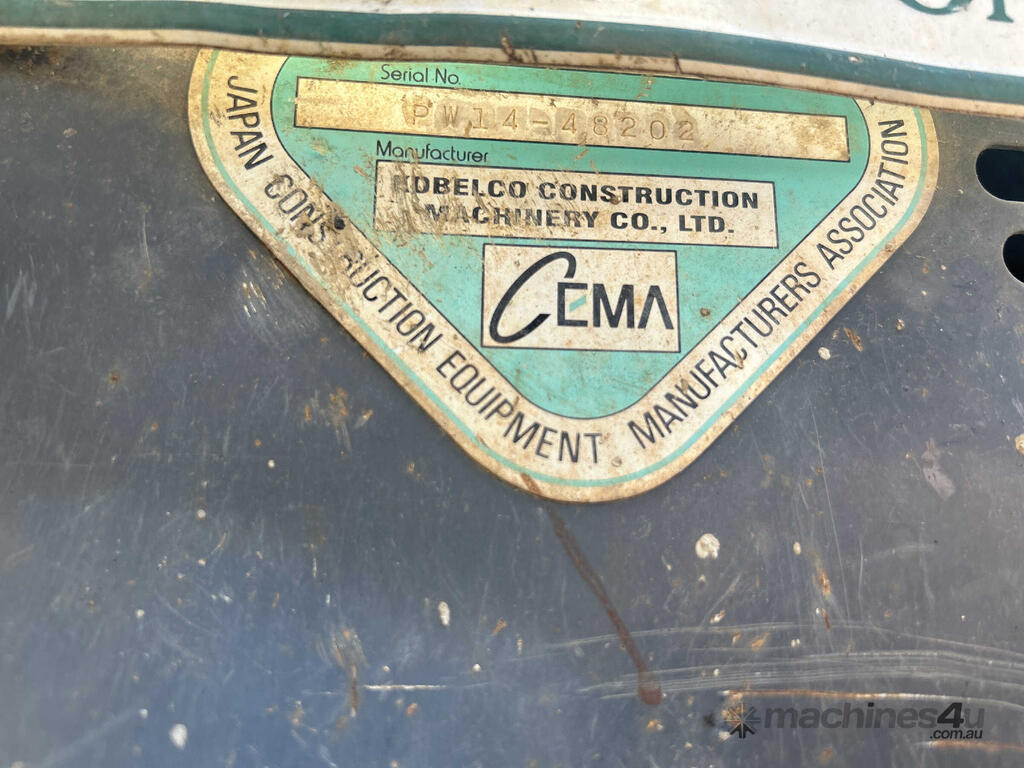 Serial No.
PW14-48202
Manufacturer
KOBELCO CONSTRUCTION
MACHINERY CO., LTD.
CEMA
JAPAN CONSTRUCTION EQUIPMENT MANUFACTURERS ASSOCIATION
machines4u
.com.au